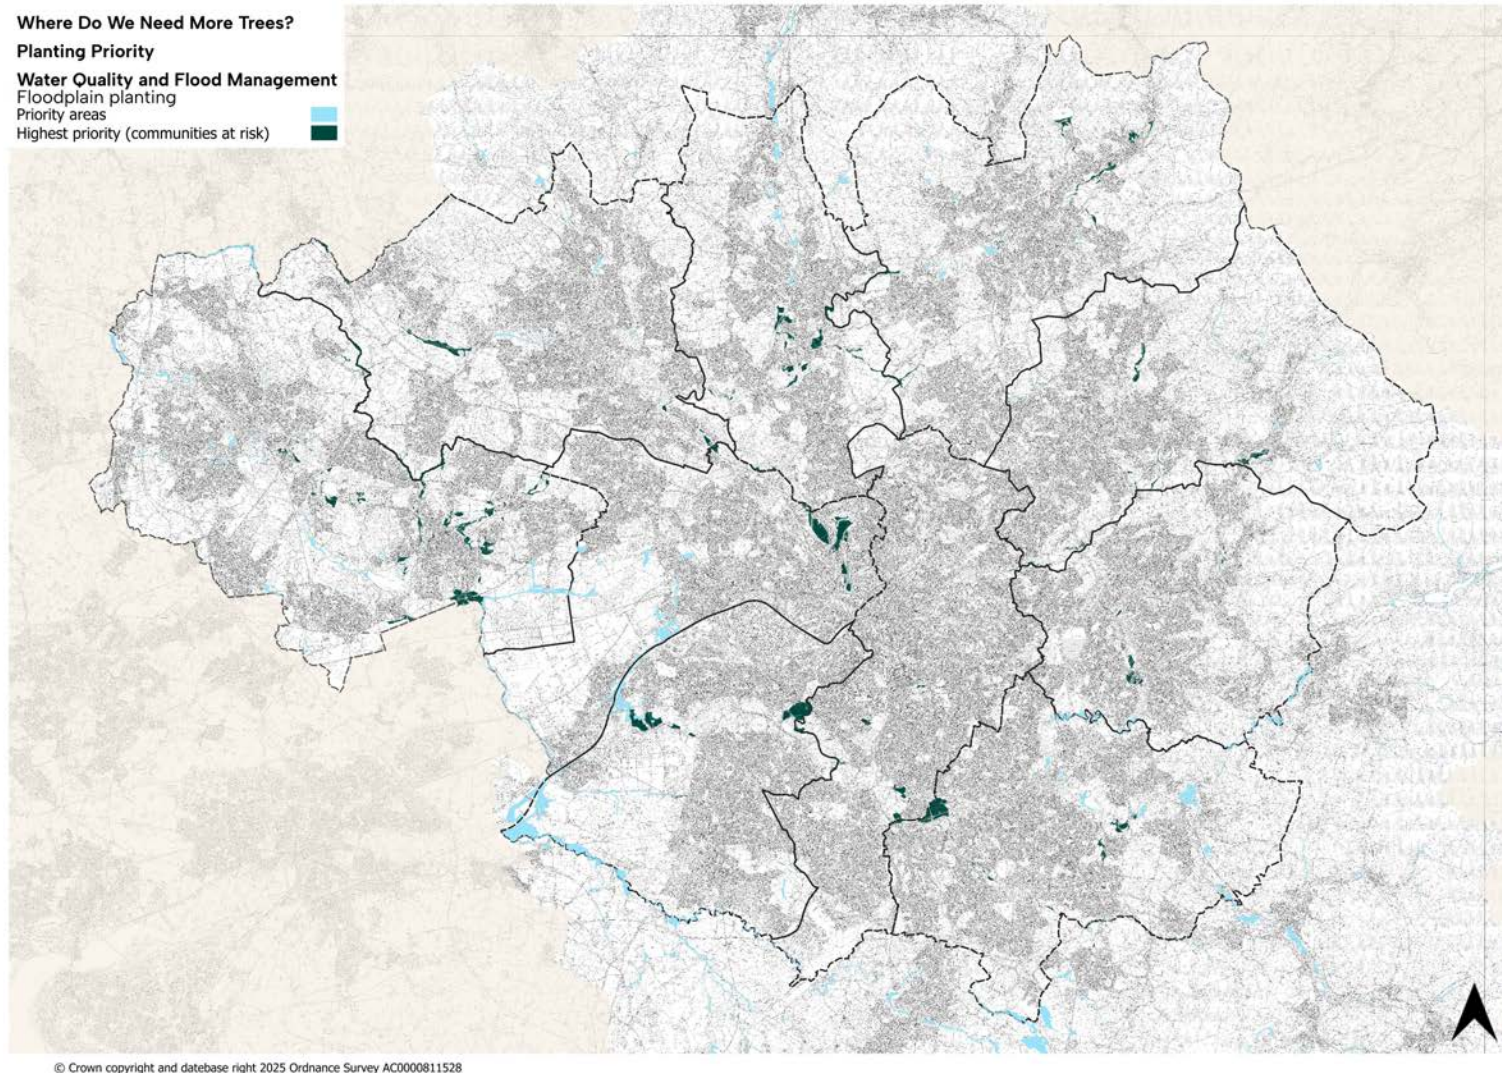 Where Do We Need More Trees?
Planting Priority
Water Quality and Flood Management
Floodplain planting
Priority areas
Highest priority (communities at risk)
© Crown copyright and datebase right 2025 Ordnance Survey AC0000811528